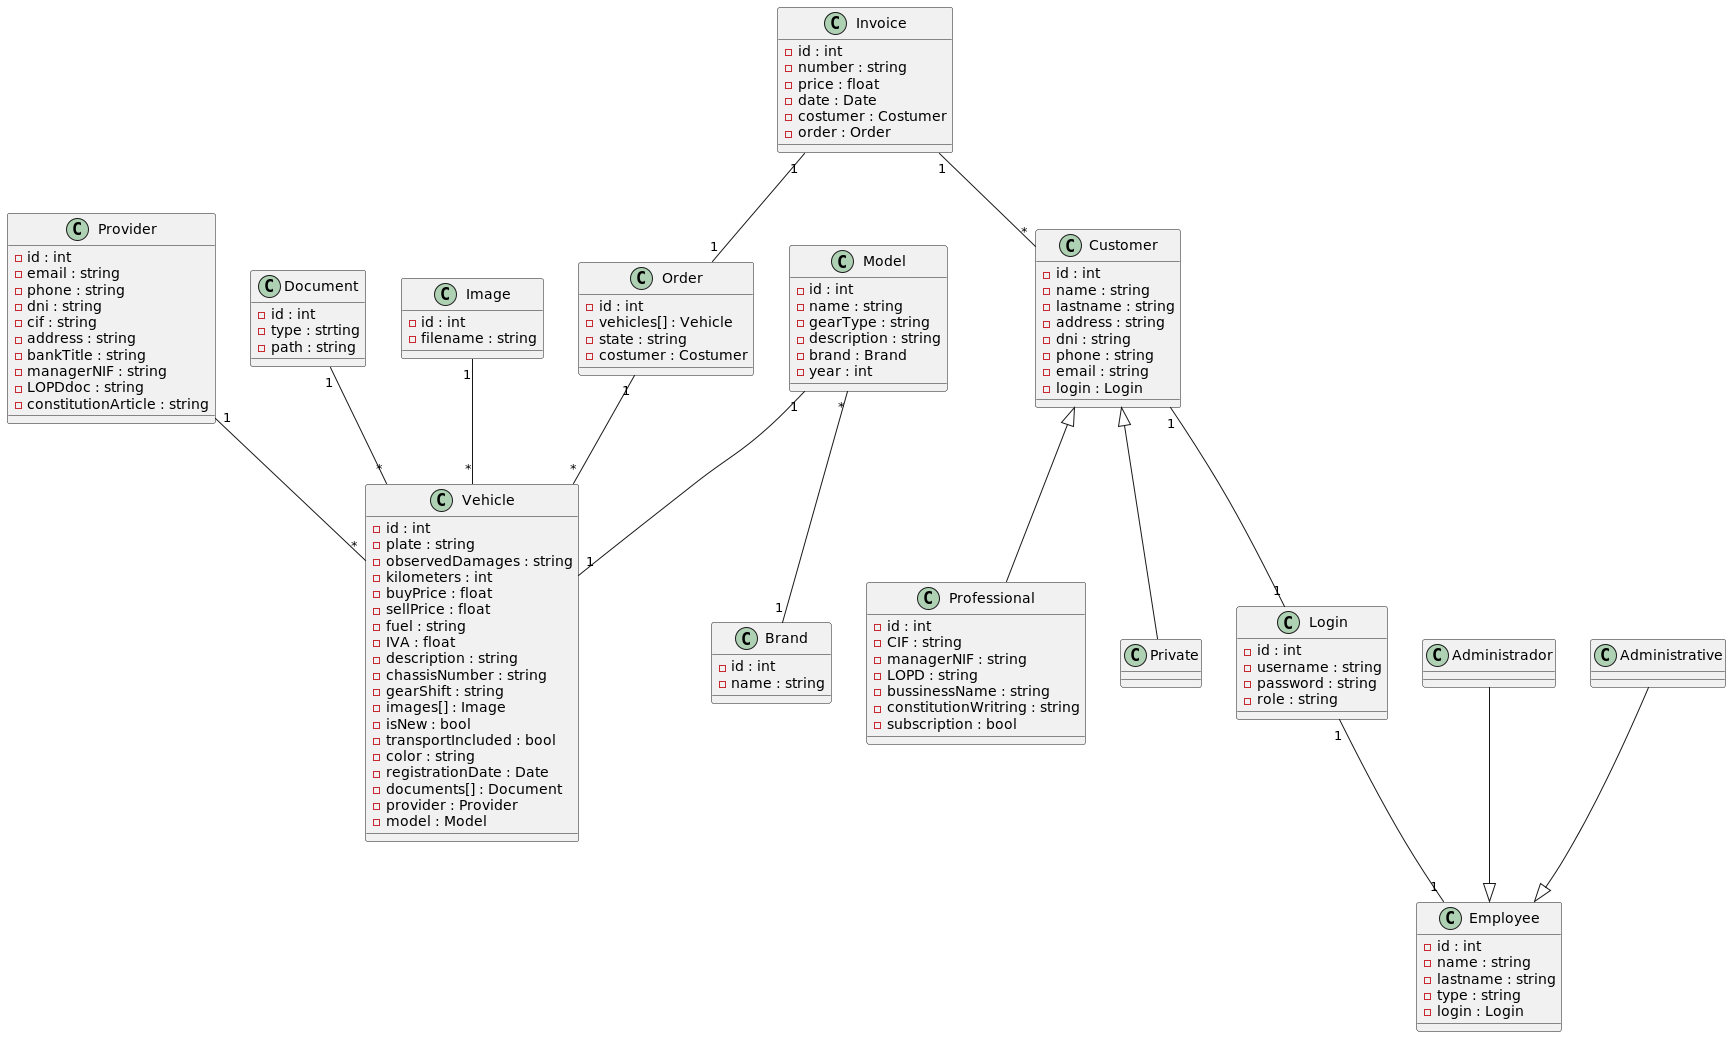 C Invoice
id : int
number : string
price : float
date : Date
costumer : Costumer
order : Order
1
1
1
*
C Provider
id : int
email : string
phone : string
dni : string
cif : string
address : string
bankTitle : string
managerNIF : string
LOPDdoc : string
constitutionArticle : string
1
*
C Document
id : int
type : strting
path : string
1
*
C Image
id : int
filename : string
1
*
C Order
id : int
vehicles[] : Vehicle
state : string
costumer : Costumer
1
*
C Model
id : int
name : string
gearType : string
description : string
brand : Brand
year : int
1
1
*
1
C Customer
id : int
name : string
lastname : string
address : string
dni : string
phone : string
email : string
login : Login
1
1
C Vehicle
id : int
plate : string
observedDamages : string
kilometers : int
buyPrice : float
sellPrice : float
fuel : string
IVA : float
description : string
chassisNumber : string
gearShift : string
images[] : Image
isNew : bool
transportIncluded : bool
color : string
registrationDate : Date
documents[] : Document
provider : Provider
model : Model
C Brand
id : int
name : string
C Professional
id : int
CIF : string
managerNIF : string
LOPD : string
bussinessName : string
constitutionWritring : string
subscription : bool
C Private
C Login
id : int
username : string
password : string
role : string
1
1
C Administrador
C Administrative
C Employee
id : int
name : string
lastname : string
type : string
login : Login